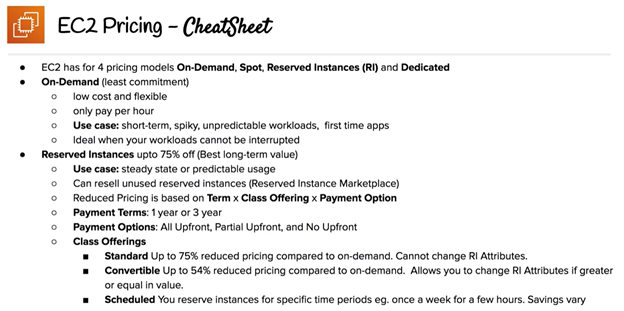 EC2 Pricing – CheatSheet
● EC2 has for 4 pricing models On-Demand, Spot, Reserved Instances (RI) and Dedicated
● On-Demand (least commitment)
○ low cost and flexible
○ only pay per hour
○ Use case: short-term, spiky, unpredictable workloads, first time apps
○ Ideal when your workloads cannot be interrupted
● Reserved Instances upto 75% off (Best long-term value)
○ Use case: steady state or predictable usage
○ Can resell unused reserved instances (Reserved Instance Marketplace)
○ Reduced Pricing is based on Term x Class Offering x Payment Option
○ Payment Terms: 1 year or 3 year
○ Payment Options: All Upfront, Partial Upfront, and No Upfront
○ Class Offerings
■ Standard Up to 75% reduced pricing compared to on-demand. Cannot change RI Attributes.
■ Convertible Up to 54% reduced pricing compared to on-demand. Allows you to change RI Attributes if greater
or equal in value.
■ Scheduled You reserve instances for specific time periods eg. once a week for a few hours. Savings vary